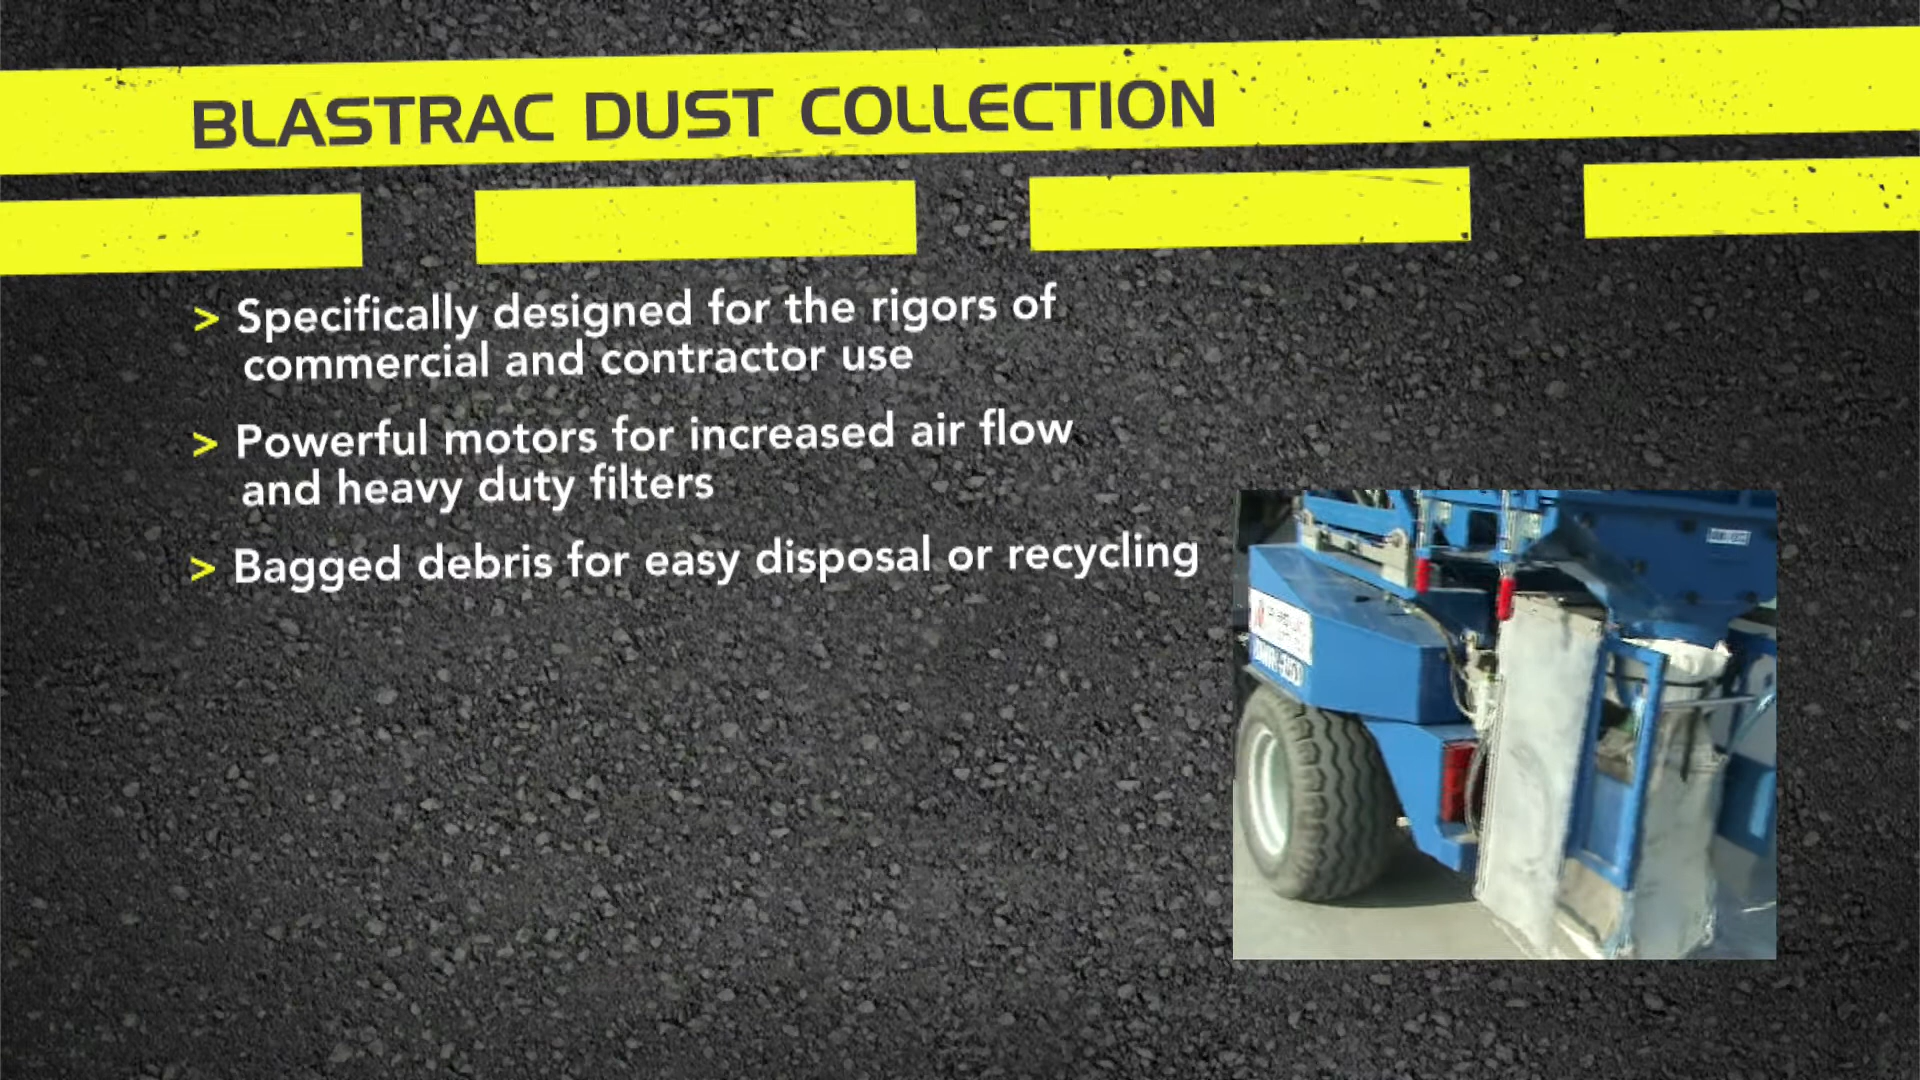 BLASTRAC DUST COLLECTION
> Specifically designed for the rigors of
commercial and contractor use
> Powerful motors for increased air flow
and heavy duty filters
> Bagged debris for easy disposal or recycling